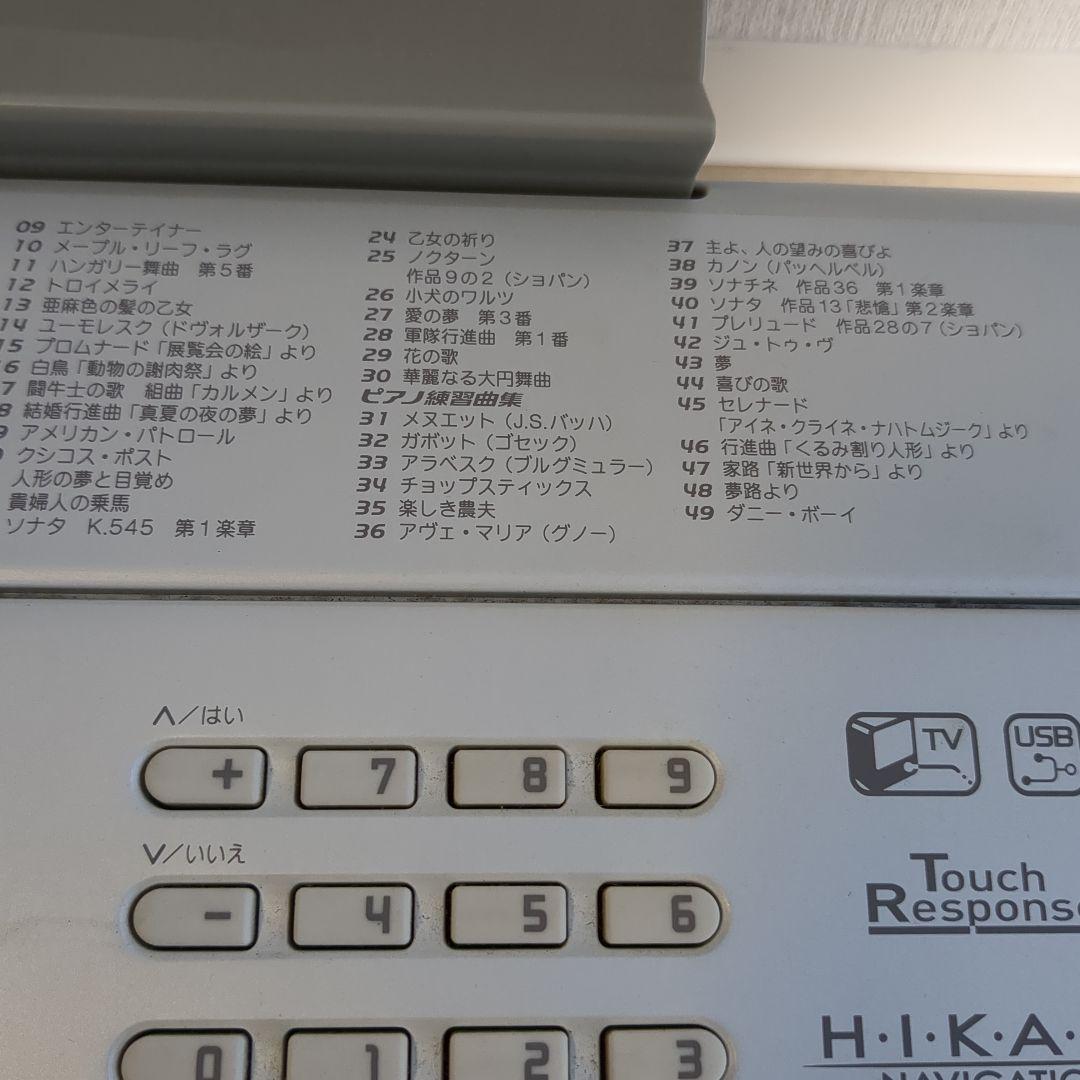 09 エンターテイナー
10 メープル・リーフ・ラグ
11 ハンガリー舞曲 第5番
12 トロイメライ
13 亜麻色の髪の乙女
14 ユーモレスク（ドヴォルザーク）
15 プロムナード「展覧会の絵」より
6 白鳥「動物の謝肉祭」より
7 闘牛士の歌 組曲「カルメン」より
8 結婚行進曲「真夏の夜の夢」より
9 アメリカン・パトロール
クシコス・ポスト
人形の夢と目覚め
貴婦人の乗馬
ソナタ K.545 第1楽章
24 乙女の祈り
25 ノクターン
作品9の2（ショパン）
26 小犬のワルツ
27 愛の夢 第3番
28 軍隊行進曲 第1番
29 花の歌
30 華麗なる大円舞曲
ピアノ練習曲集
31 メヌエット（J.S.バッハ）
32 ガボット（ゴセック）
33 アラベスク（ブルグミュラー）
34 チョップスティックス
35 楽しき農夫
36 アヴェ・マリア（グノー）
37 主よ、人の望みの喜びよ
38 カノン（パッヘルベル）
39 ソナチネ 作品36 第1楽章
40 ソナタ 作品13「悲愴」第2楽章
41 プレリュード 作品28の7（ショパン）
42 ジュ・トゥ・ヴ
43 夢
44 喜びの歌
45 セレナード
「アイネ・クライネ・ナハトムジーク」より
46 行進曲「くるみ割り人形」より
47 家路「新世界から」より
48 夢路より
49 ダニー・ボーイ
∧／はい
+ 7 8 9
TV USB
∨／いいえ
- 4 5 6
Touch
Response
0 1 2 3
H・I・K・A・
NAVIGATIO